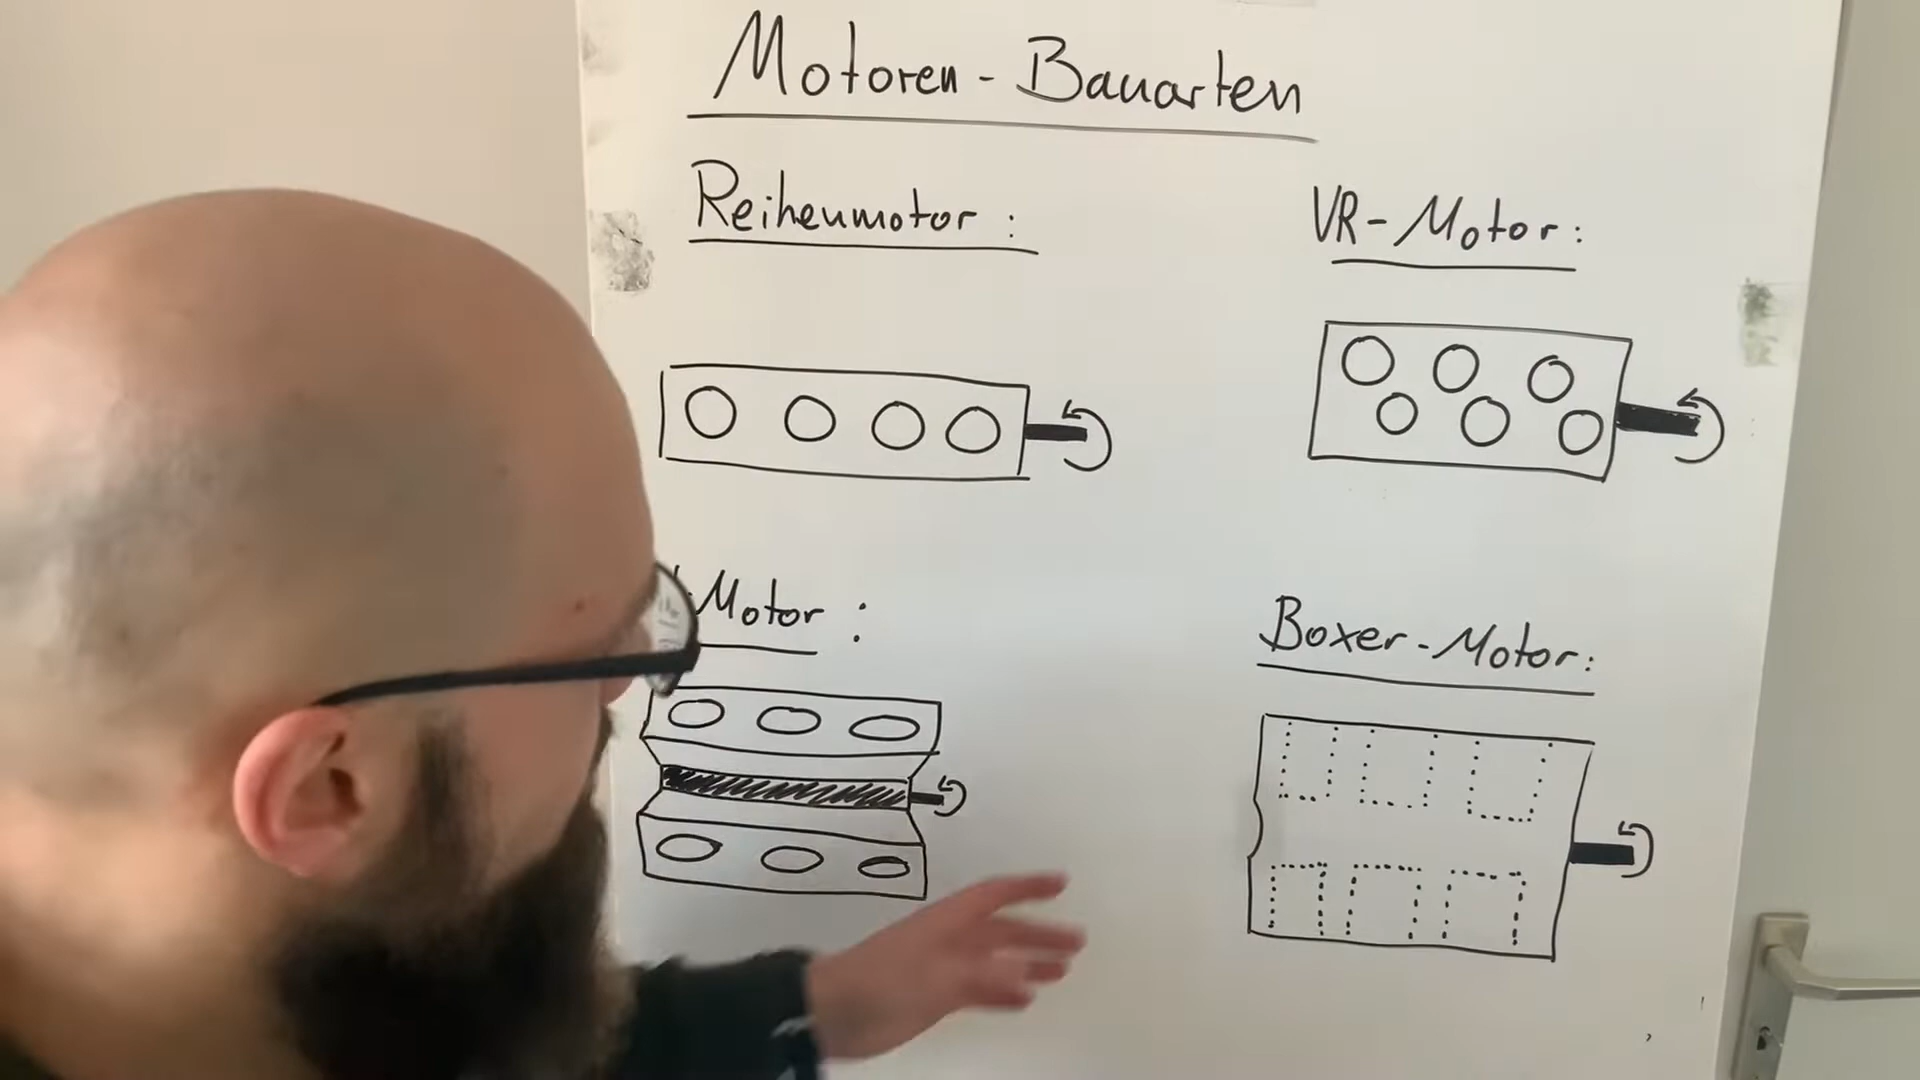 Motoren - Bauarten
Reihenmotor :
VR-Motor:
Motor :
Boxer-Motor: